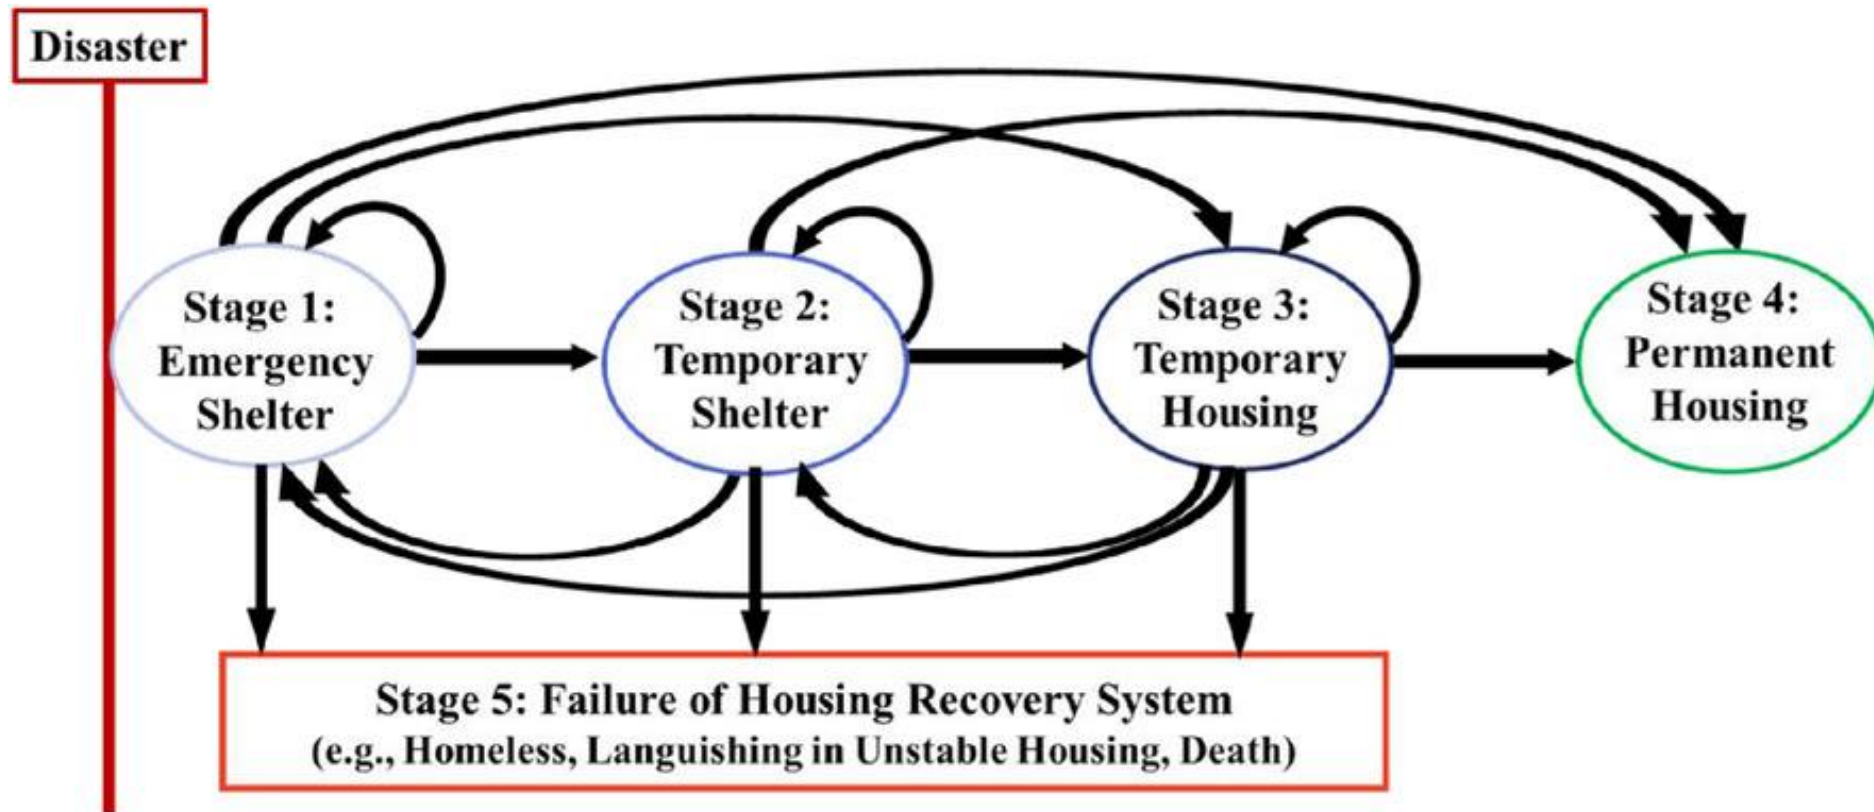 Disaster
Stage 1:
Emergency
Shelter
Stage 2:
Temporary
Shelter
Stage 3:
Temporary
Housing
Stage 4:
Permanent
Housing
Stage 5: Failure of Housing Recovery System
(e.g., Homeless, Languishing in Unstable Housing, Death)